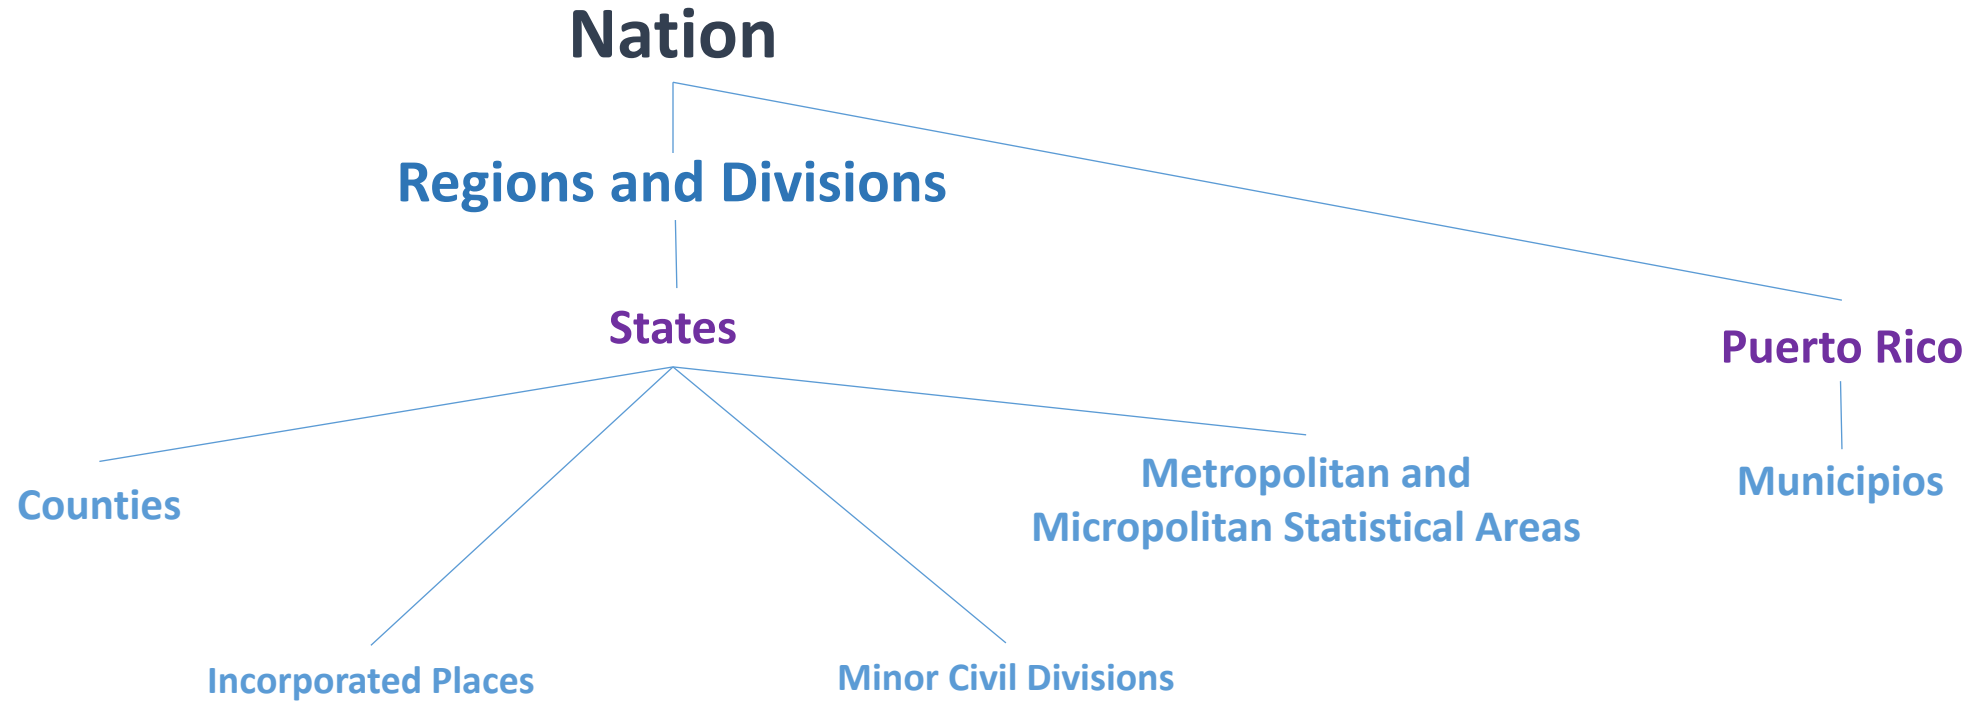 Nation
Regions and Divisions
States
Puerto Rico
Counties
Metropolitan and
Micropolitan Statistical Areas
Municipios
Incorporated Places
Minor Civil Divisions